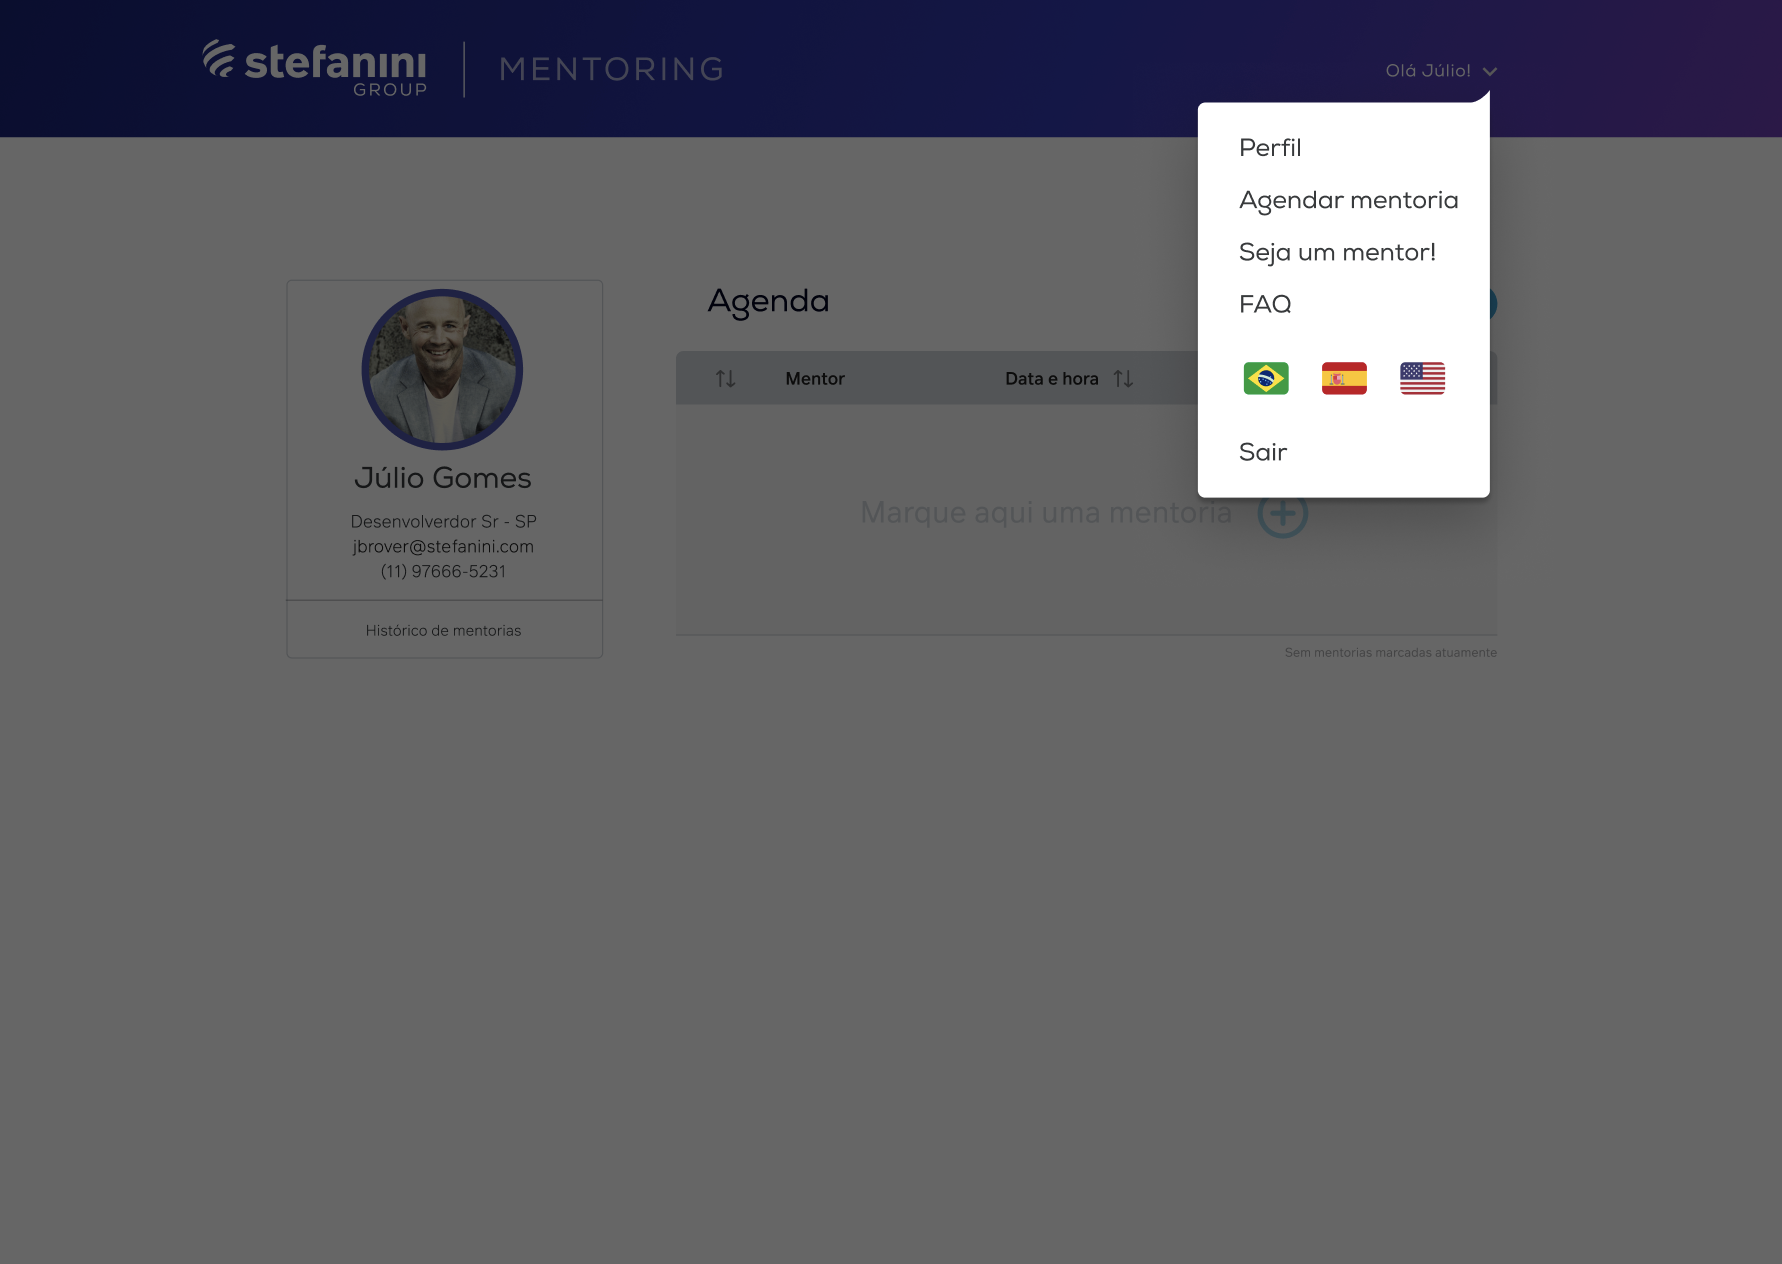 stefanini
GROUP
MENTORING
Olá Júlio!
Perfil
Agendar mentoria
Seja um mentor!
FAQ
Sair
Júlio Gomes
Desenvolverdor Sr - SP
jbrover@stefanini.com
(11) 97666-5231
Histórico de mentorias
Agenda
Mentor
Data e hora
Marque aqui uma mentoria
Sem mentorias marcadas atuamente